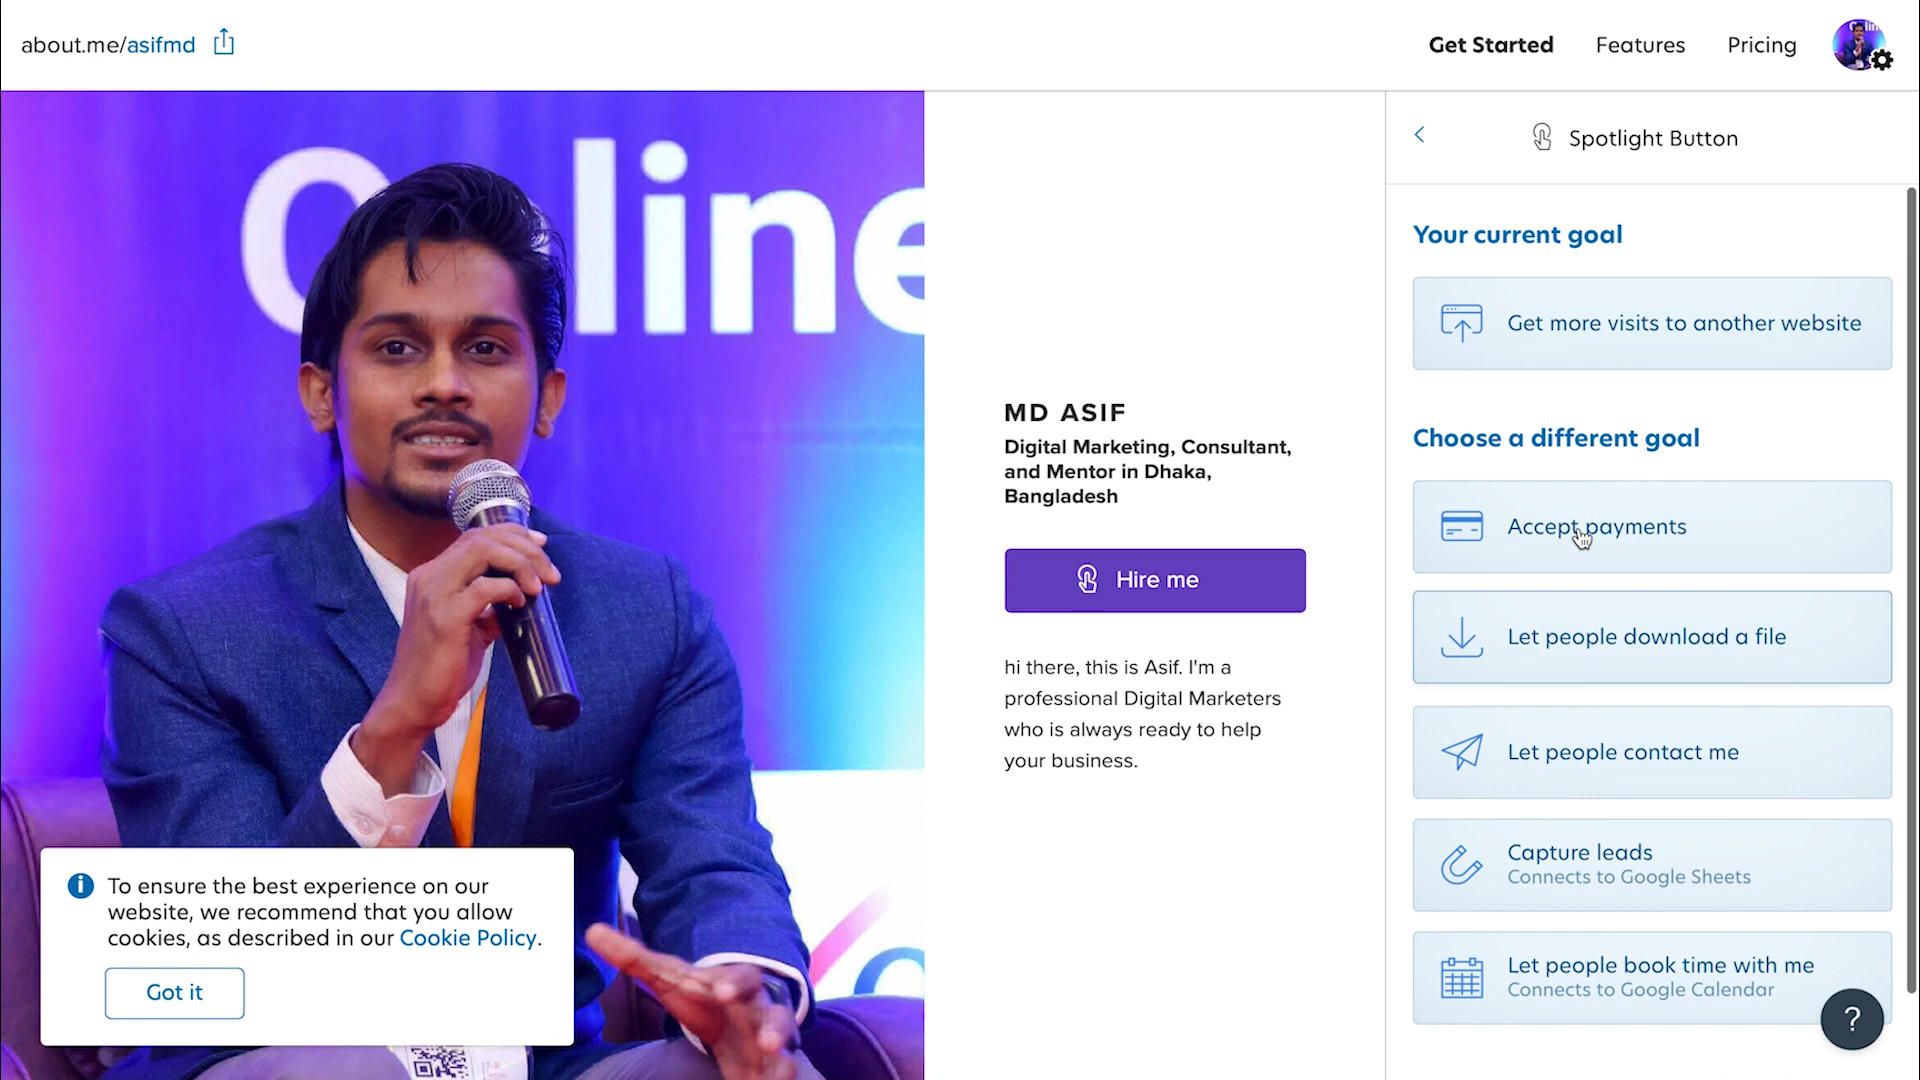 about.me/asifmd
Get Started
Features
Pricing
Online
Spotlight Button
Your current goal
Get more visits to another website
Choose a different goal
Accept payments
Let people download a file
Let people contact me
Capture leads
Connects to Google Sheets
Let people book time with me
Connects to Google Calendar
?
MD ASIF
Digital Marketing, Consultant,
and Mentor in Dhaka,
Bangladesh
Hire me
hi there, this is Asif. I'm a
professional Digital Marketers
who is always ready to help
your business.
To ensure the best experience on our
website, we recommend that you allow
cookies, as described in our Cookie Policy.
Got it